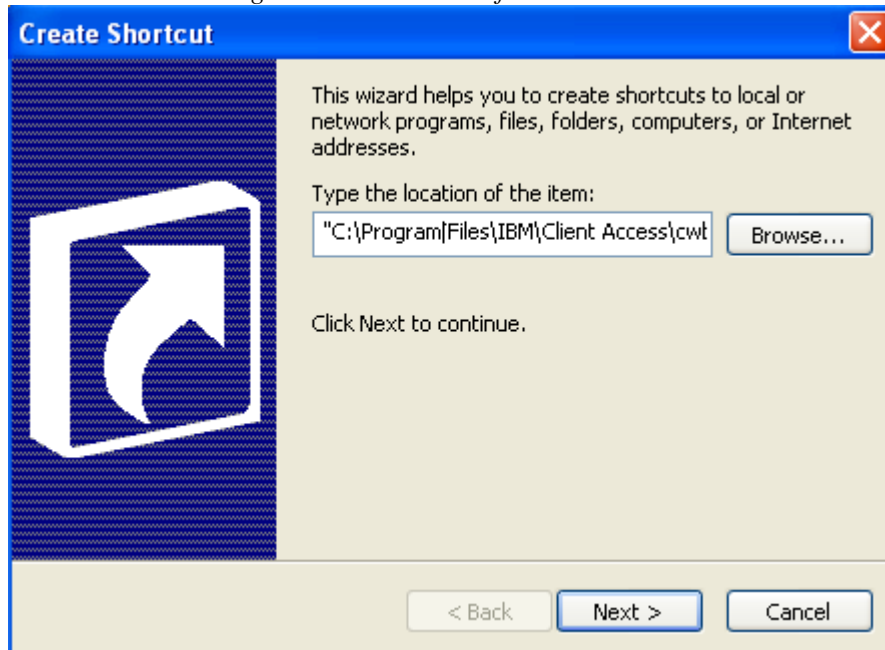 Create Shortcut
This wizard helps you to create shortcuts to local or
network programs, files, folders, computers, or Internet
addresses.
Type the location of the item:
"C:\Program Files\IBM\Client Access\cwb
Browse...
Click Next to continue.
< Back
Next >
Cancel